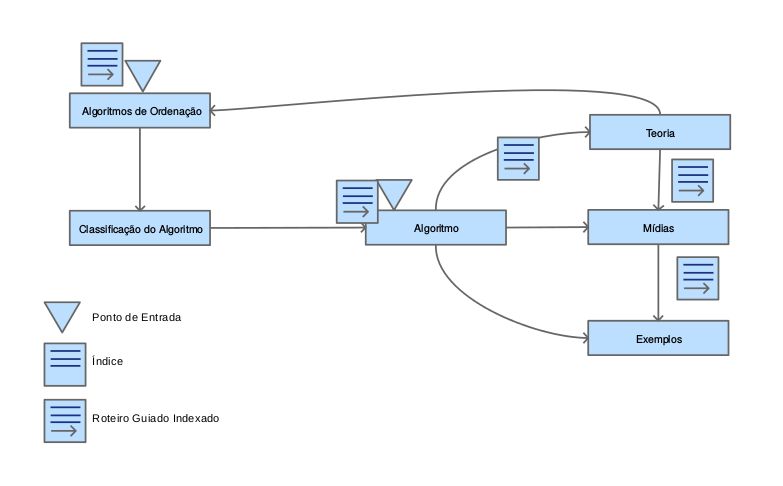 Algoritmos de Ordenação
Teoria
Classificação do Algoritmo
Algoritmo
Mídias
Exemplos
Ponto de Entrada
Índice
Roteiro Guiado Indexado